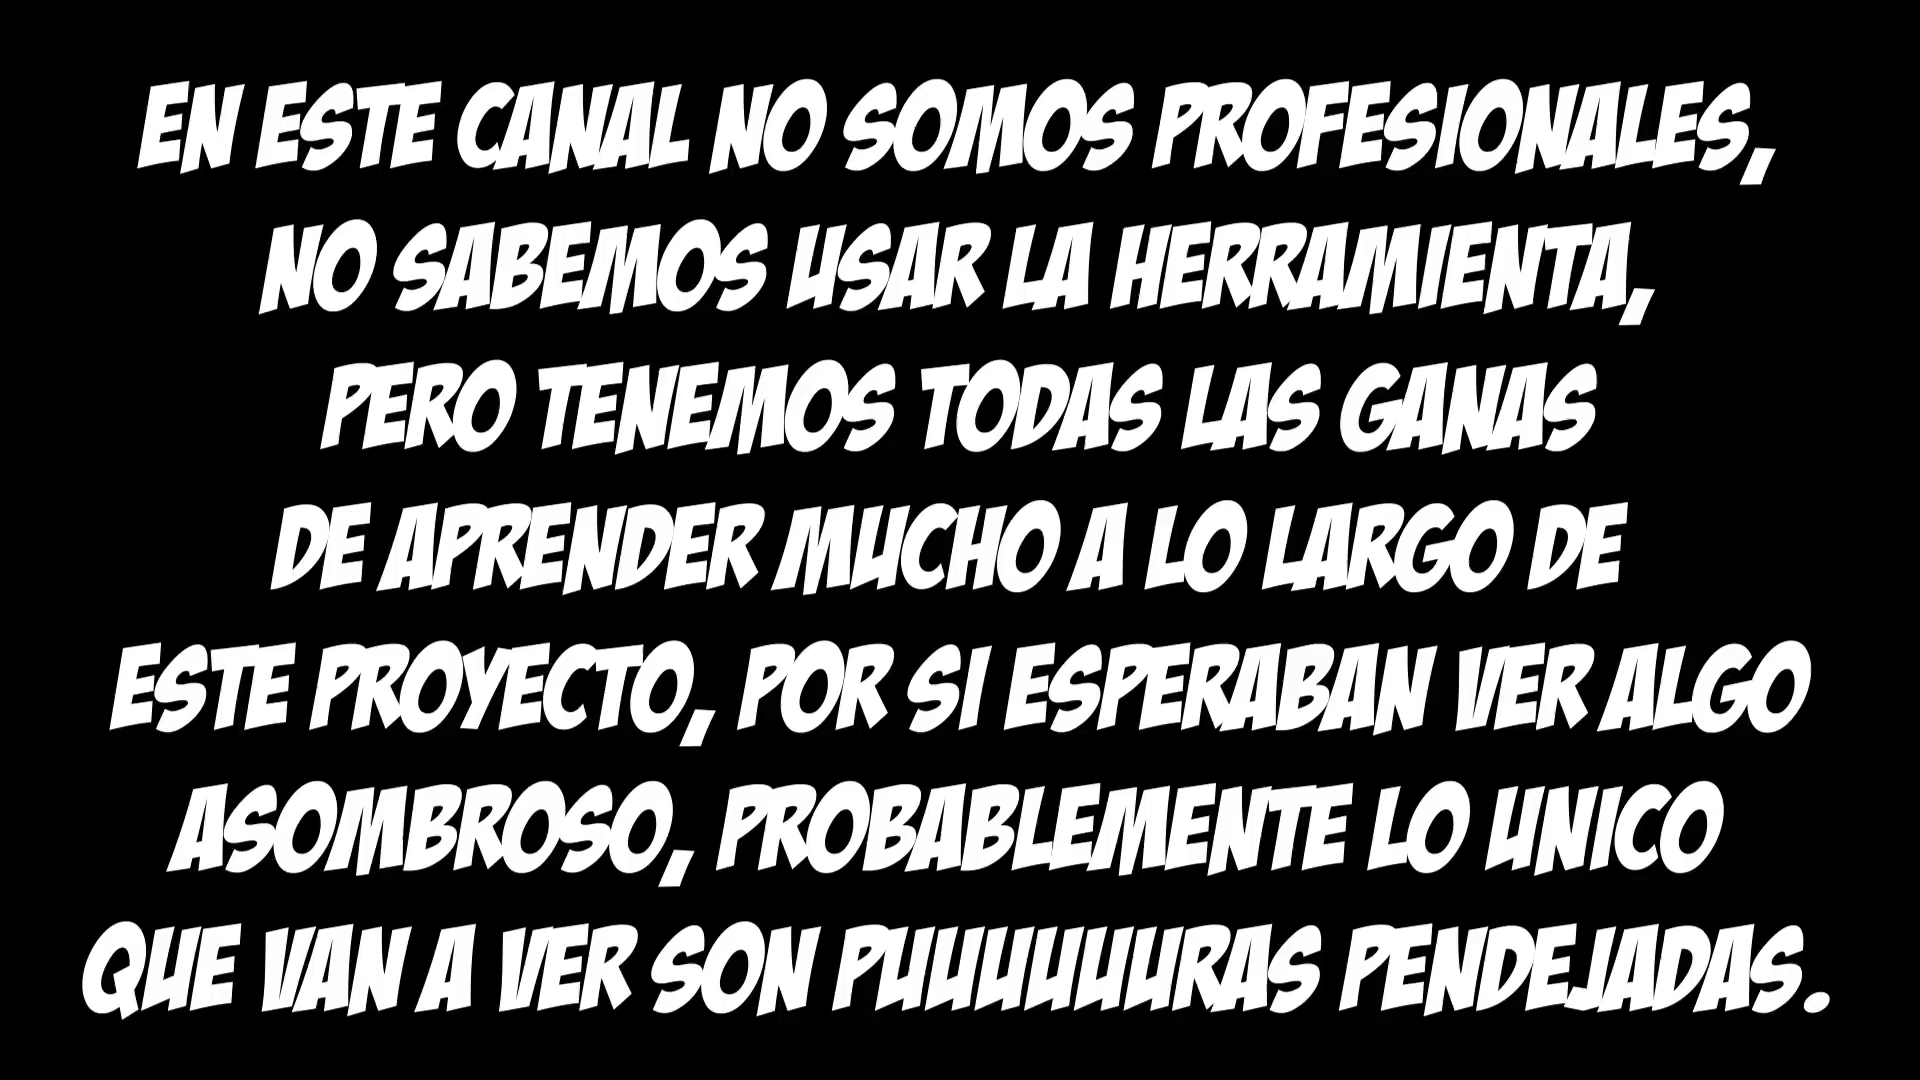 EN ESTE CANAL NO SOMOS PROFESIONALES,
NO SABEMOS USAR LA HERRAMIENTA,
PERO TENEMOS TODAS LAS GANAS
DE APRENDER MUCHO A LO LARGO DE
ESTE PROYECTO, POR SI ESPERABAN VER ALGO
ASOMBROSO, PROBABLEMENTE LO UNICO
QUE VAN A VER SON PUUUUUURAS PENDEJADAS.